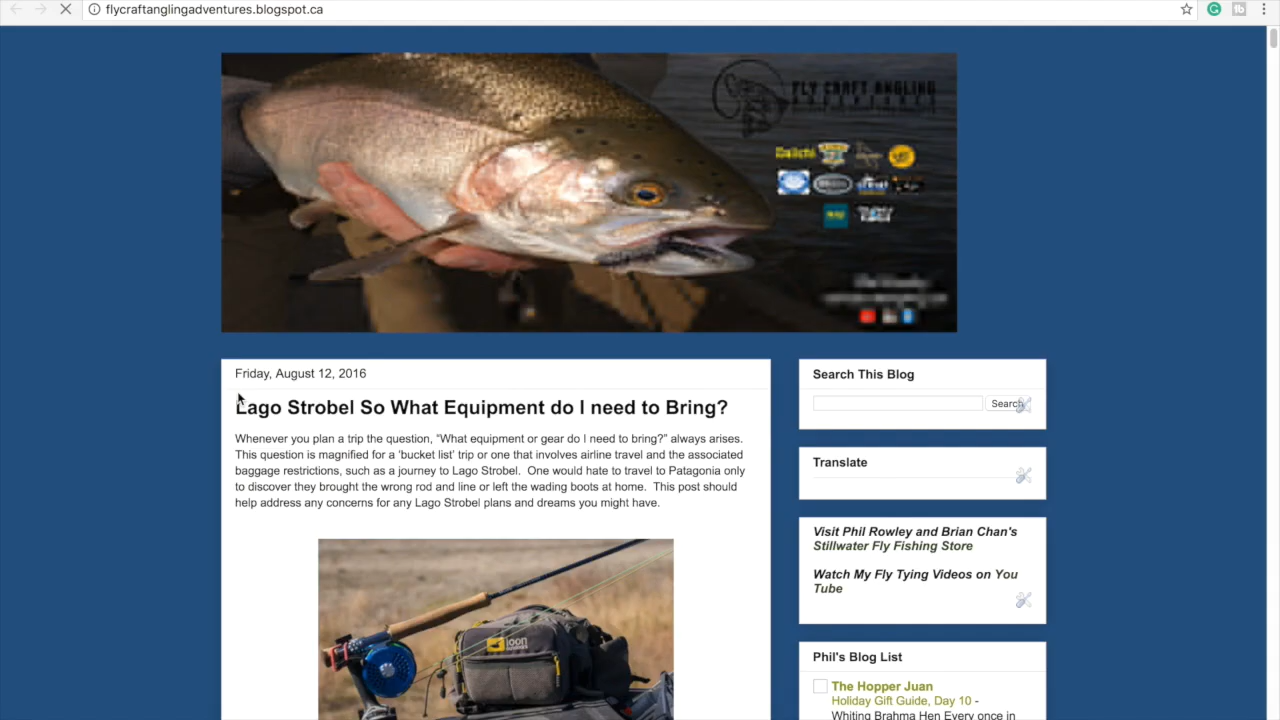 flycraftanglingadventures.blogspot.ca
FLY CRAFT ANGLING
Friday, August 12, 2016
Lago Strobel So What Equipment do I need to Bring?
Whenever you plan a trip the question, “What equipment or gear do I need to bring?” always arises.
This question is magnified for a ‘bucket list’ trip or one that involves airline travel and the associated
baggage restrictions, such as a journey to Lago Strobel.  One would hate to travel to Patagonia only
to discover they brought the wrong rod and line or left the wading boots at home.  This post should
help address any concerns for any Lago Strobel plans and dreams you might have.
loon
Search This Blog
Search
Translate
Visit Phil Rowley and Brian Chan's
Stillwater Fly Fishing Store
Watch My Fly Tying Videos on You
Tube
Phil's Blog List
The Hopper Juan
Holiday Gift Guide, Day 10 -
Whiting Brahma Hen Every once in